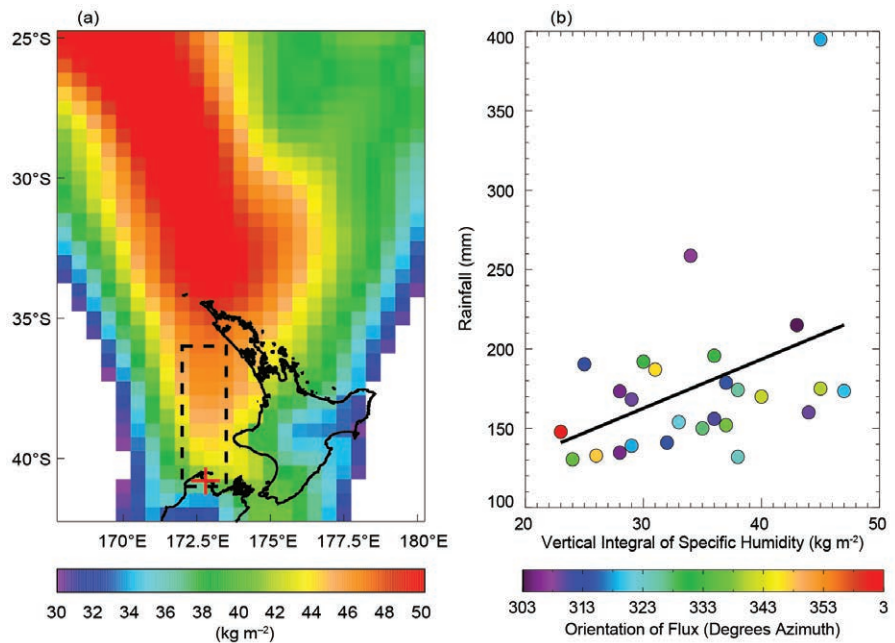 (a)
25°S
30°S
35°S
40°S
170°E 172.5°E 175°E 177.5°E 180°E
30 32 34 36 38 40 42 44 46 48 50
(kg m⁻²)
(b)
400
350
300
250
200
150
100
Rainfall (mm)
20 30 40 50
Vertical Integral of Specific Humidity (kg m⁻²)
303 313 323 333 343 353 3
Orientation of Flux (Degrees Azimuth)